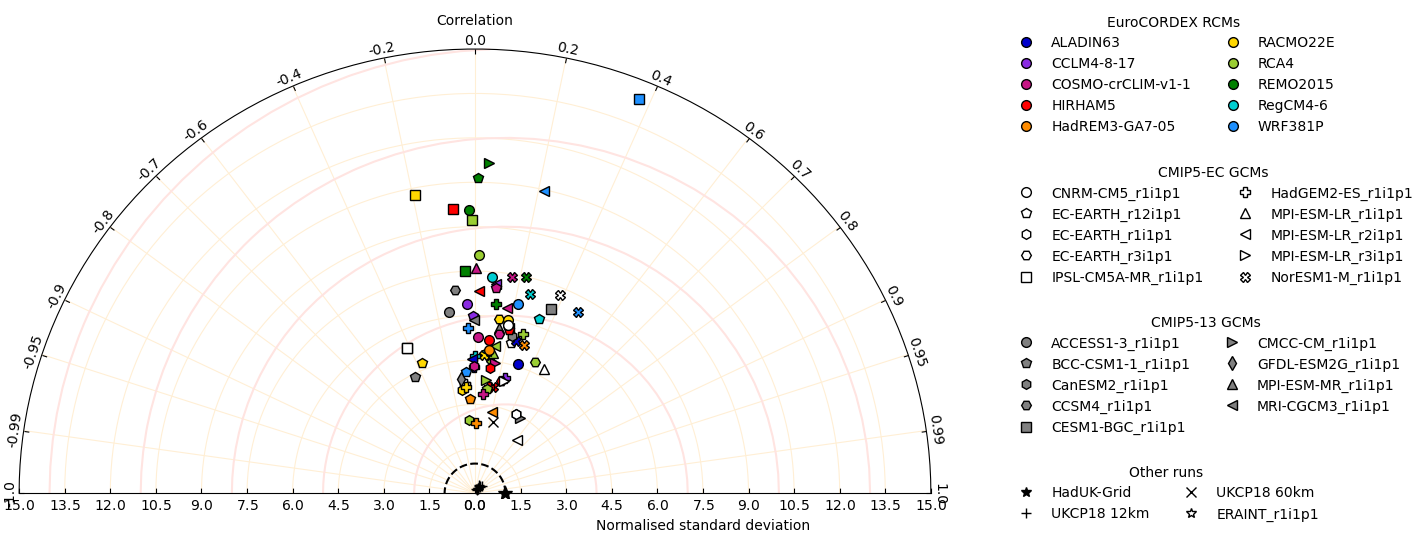 Correlation
0.0
-0.2
0.2
-0.4
0.4
-0.6
0.6
-0.7
0.7
-0.8
0.8
-0.9
0.9
-0.95
0.95
-0.99
0.99
-1.0
1.0
15.0 13.5 12.0 10.5 9.0 7.5 6.0 4.5 3.0 1.5 0.0 1.5 3.0 4.5 6.0 7.5 9.0 10.5 12.0 13.5 15.0
Normalised standard deviation
EuroCORDEX RCMs
ALADIN63 RACMO22E
CCLM4-8-17 RCA4
COSMO-crCLIM-v1-1 REMO2015
HIRHAM5 RegCM4-6
HadREM3-GA7-05 WRF381P
CMIP5-EC GCMs
CNRM-CM5_r1i1p1 HadGEM2-ES_r1i1p1
EC-EARTH_r12i1p1 MPI-ESM-LR_r1i1p1
EC-EARTH_r1i1p1 MPI-ESM-LR_r2i1p1
EC-EARTH_r3i1p1 MPI-ESM-LR_r3i1p1
IPSL-CM5A-MR_r1i1p1 NorESM1-M_r1i1p1
CMIP5-13 GCMs
ACCESS1-3_r1i1p1 CMCC-CM_r1i1p1
BCC-CSM1-1_r1i1p1 GFDL-ESM2G_r1i1p1
CanESM2_r1i1p1 MPI-ESM-MR_r1i1p1
CCSM4_r1i1p1 MRI-CGCM3_r1i1p1
CESM1-BGC_r1i1p1
Other runs
HadUK-Grid UKCP18 60km
UKCP18 12km ERAINT_r1i1p1